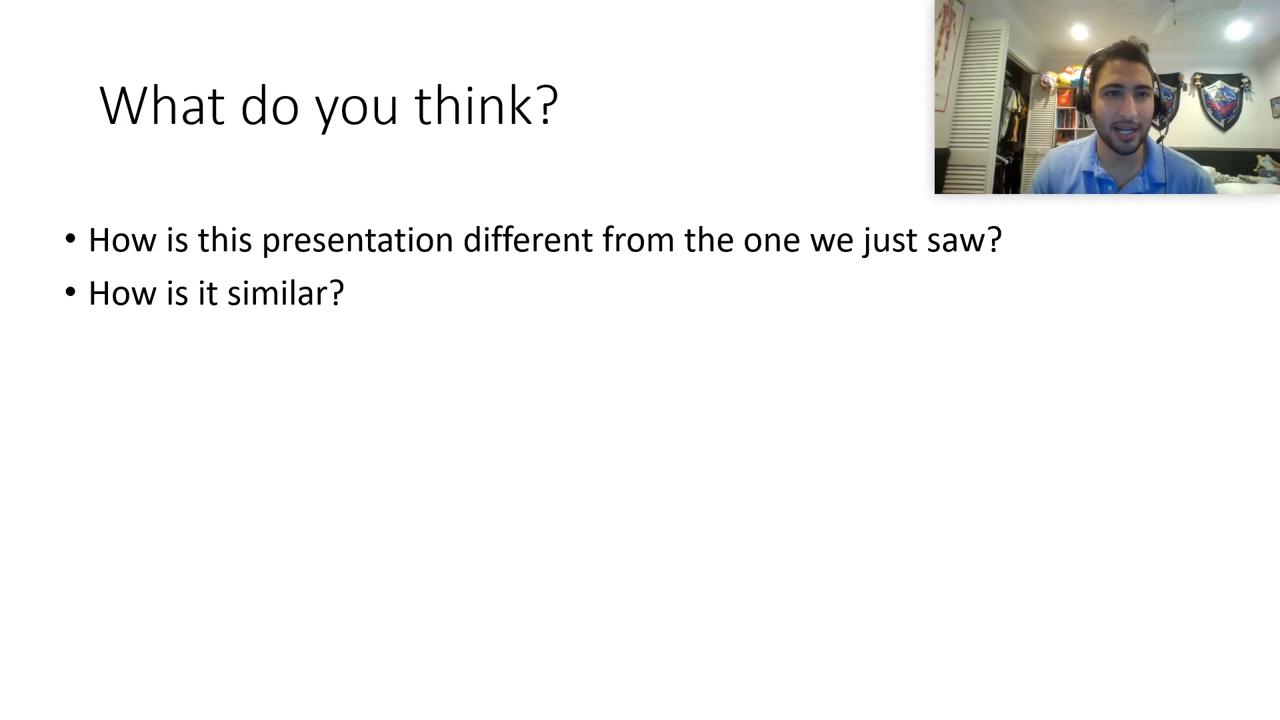 What do you think?
• How is this presentation different from the one we just saw?
• How is it similar?